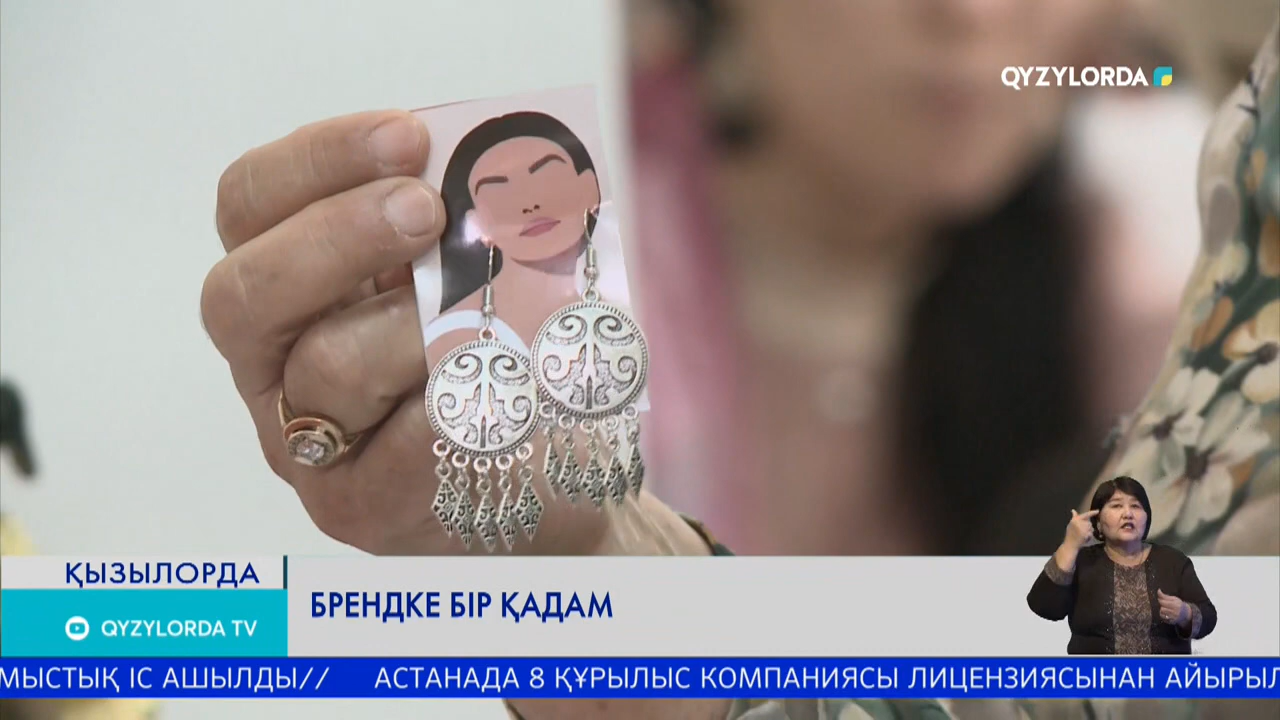 QYZYLORDA
ҚЫЗЫЛОРДА
QYZYLORDA TV
БРЕНДКЕ БІР ҚАДАМ
МЫСТЫҚ ІС АШЫЛДЫ// АСТАНАДА 8 ҚҰРЫЛЫС КОМПАНИЯСЫ ЛИЦЕНЗИЯСЫНАН АЙЫРЫЛ